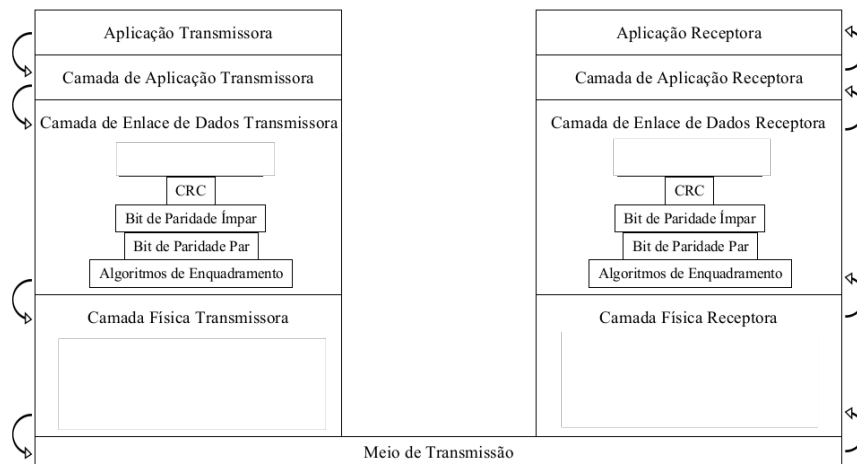 Aplicação Transmissora
Camada de Aplicação Transmissora
Camada de Enlace de Dados Transmissora
CRC
Bit de Paridade Ímpar
Bit de Paridade Par
Algoritmos de Enquadramento
Camada Física Transmissora
Aplicação Receptora
Camada de Aplicação Receptora
Camada de Enlace de Dados Receptora
CRC
Bit de Paridade Ímpar
Bit de Paridade Par
Algoritmos de Enquadramento
Camada Física Receptora
Meio de Transmissão